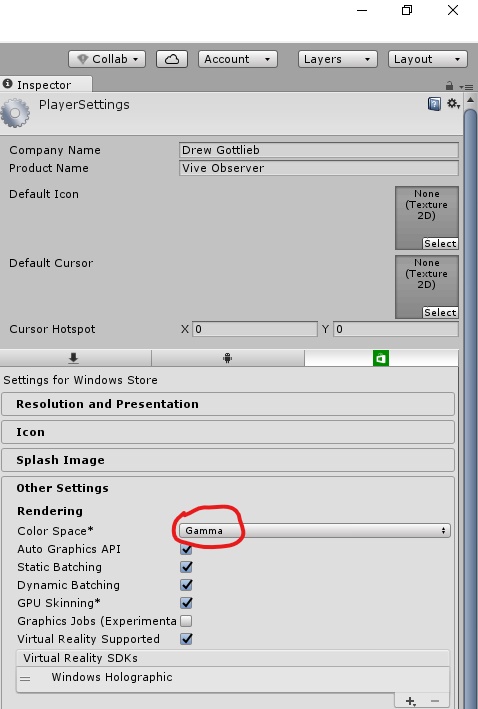 Collab Account Layers Layout
Inspector
PlayerSettings
Company Name Drew Gottlieb
Product Name Vive Observer
Default Icon None
(Texture
2D)
Select
Default Cursor None
(Texture
2D)
Select
Cursor Hotspot X 0 Y 0
Settings for Windows Store
Resolution and Presentation
Icon
Splash Image
Other Settings
Rendering
Color Space* Gamma
Auto Graphics API
Static Batching
Dynamic Batching
GPU Skinning*
Graphics Jobs (Experimenta
Virtual Reality Supported
Virtual Reality SDKs
Windows Holographic